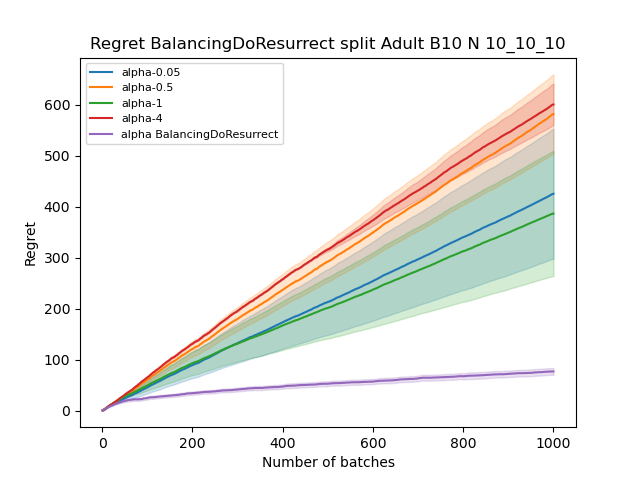 Regret BalancingDoResurrect split Adult B10 N 10_10_10
alpha-0.05
alpha-0.5
alpha-1
alpha-4
alpha BalancingDoResurrect
600
500
400
300
200
100
0
Regret
0 200 400 600 800 1000
Number of batches